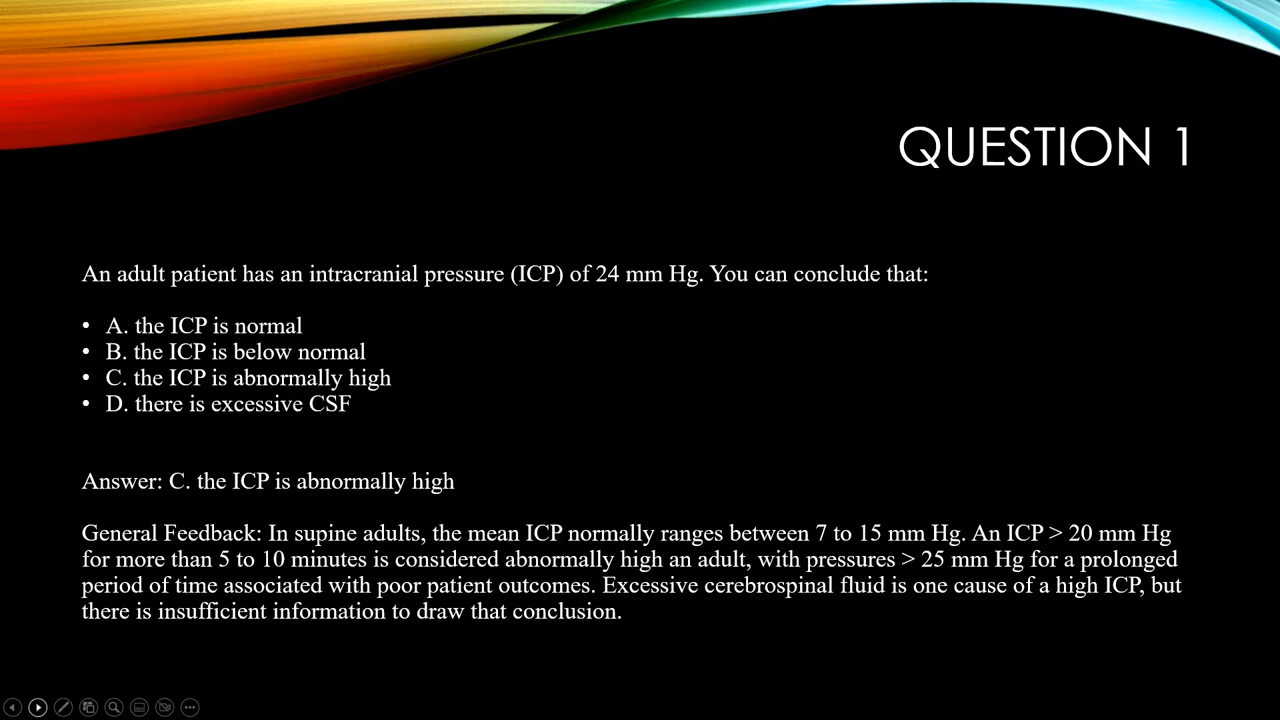 QUESTION 1
An adult patient has an intracranial pressure (ICP) of 24 mm Hg. You can conclude that:
• A. the ICP is normal
• B. the ICP is below normal
• C. the ICP is abnormally high
• D. there is excessive CSF
Answer: C. the ICP is abnormally high
General Feedback: In supine adults, the mean ICP normally ranges between 7 to 15 mm Hg. An ICP > 20 mm Hg
for more than 5 to 10 minutes is considered abnormally high an adult, with pressures > 25 mm Hg for a prolonged
period of time associated with poor patient outcomes. Excessive cerebrospinal fluid is one cause of a high ICP, but
there is insufficient information to draw that conclusion.